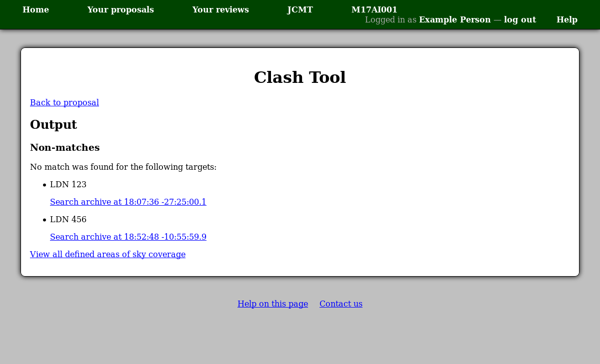 Home Your proposals Your reviews JCMT M17AI001
Logged in as Example Person — log out Help
Clash Tool
Back to proposal
Output
Non-matches
No match was found for the following targets:
LDN 123
Search archive at 18:07:36 -27:25:00.1
LDN 456
Search archive at 18:52:48 -10:55:59.9
View all defined areas of sky coverage
Help on this page Contact us